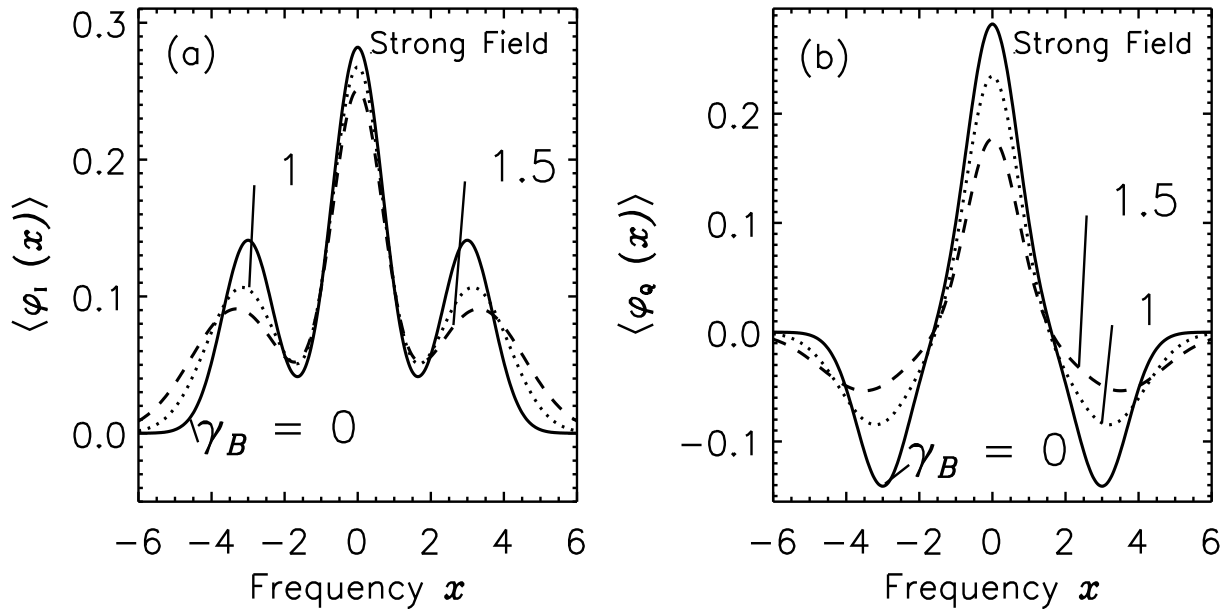 (a) Strong Field
0.3
0.2
0.1
0.0
1
1.5
γB = 0
⟨φI (x)⟩
−6 −4 −2 0 2 4 6
Frequency x
(b) Strong Field
0.2
0.1
0.0
−0.1
1.5
1
γB = 0
⟨φQ (x)⟩
−6 −4 −2 0 2 4 6
Frequency x